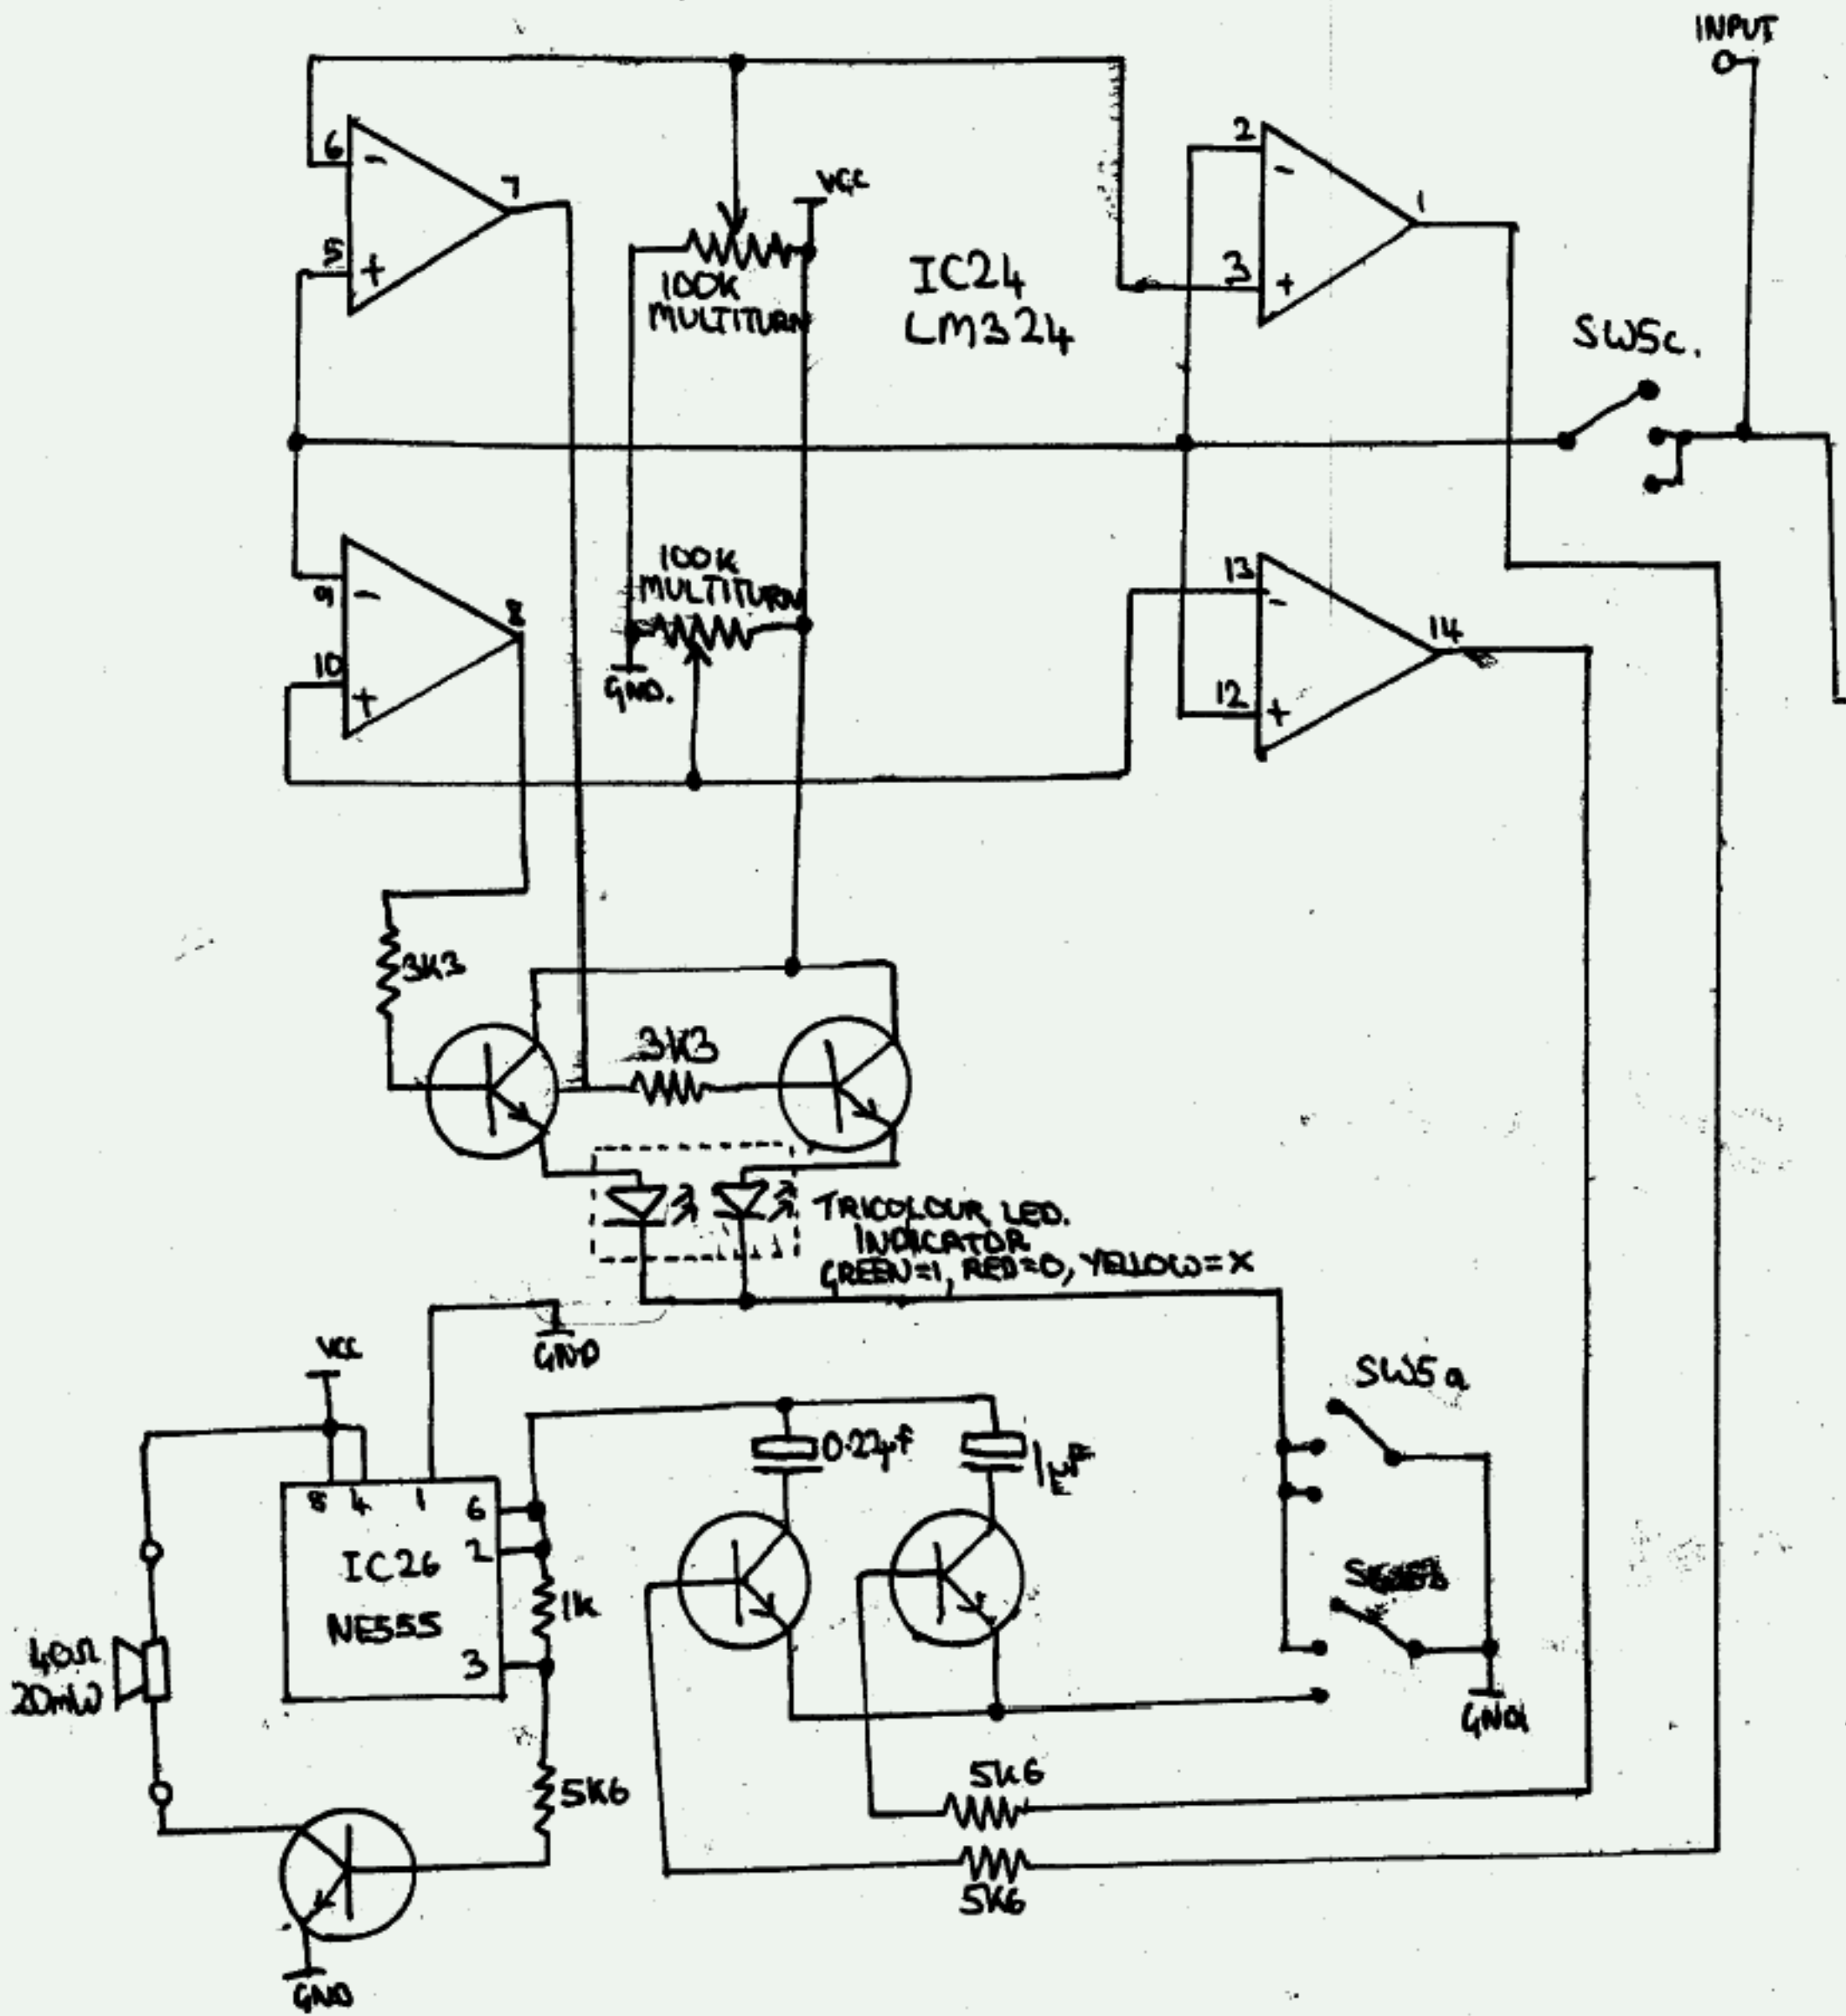 INPUT
6
-
7
5
+
VCC
100K
MULTITURN
IC24
LM324
2
-
1
3
+
SW5c.
100K
MULTITURN
9
-
8
10
+
GND.
13
-
14
12
+
3K3
3K3
TRICOLOUR LED.
INDICATOR
GREEN=1, RED=0, YELLOW=X
GND
VCC
SW5a
0.22µF
1µF
8 4 1 6
2
IC26
NE555
3
1K
40Ω
20mW
5K6
GND
5K6
5K6
GND